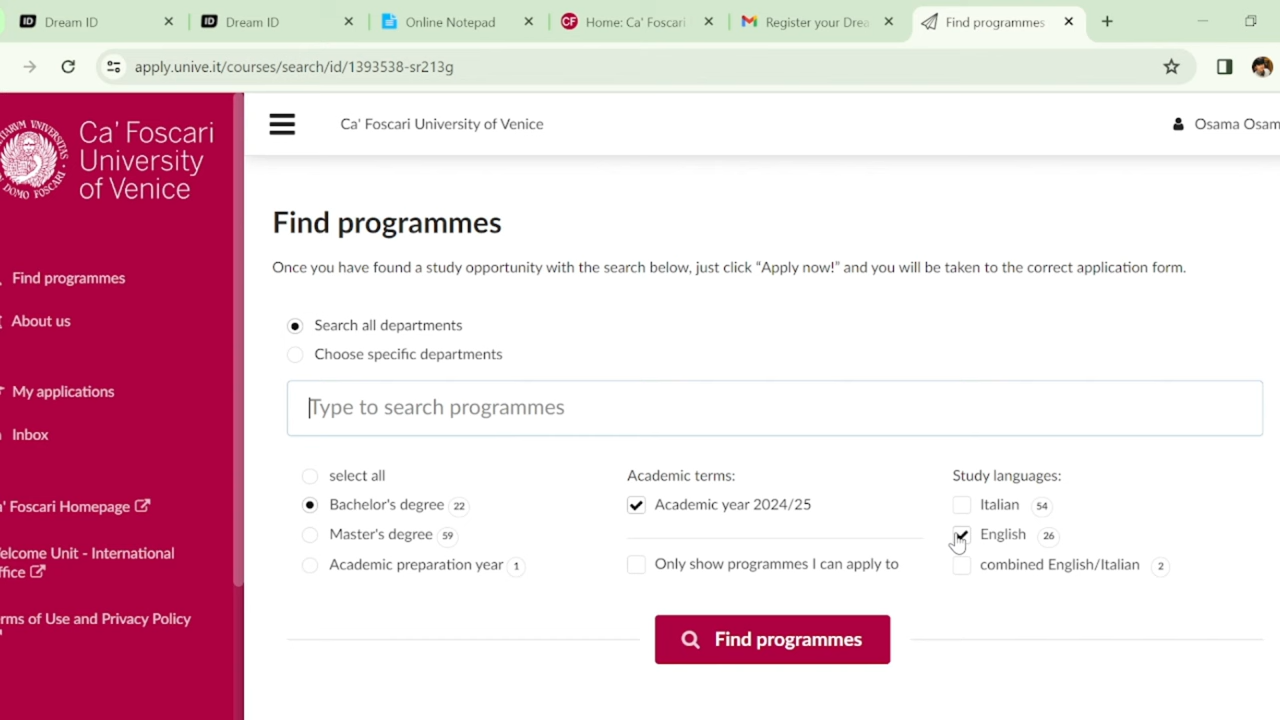 Dream ID
Dream ID
Online Notepad
Home: Ca' Foscari
Register your Drea
Find programmes
apply.unive.it/courses/search/id/1393538-sr213g
Ca' Foscari
University
of Venice
Ca' Foscari University of Venice
Osama Osam
Find programmes
About us
My applications
Inbox
' Foscari Homepage
elcome Unit - International
ffice
rms of Use and Privacy Policy
Find programmes
Once you have found a study opportunity with the search below, just click "Apply now!" and you will be taken to the correct application form.
Search all departments
Choose specific departments
Type to search programmes
select all
Bachelor's degree 22
Master's degree 59
Academic preparation year 1
Academic terms:
Academic year 2024/25
Only show programmes I can apply to
Study languages:
Italian 54
English 26
combined English/Italian 2
Find programmes